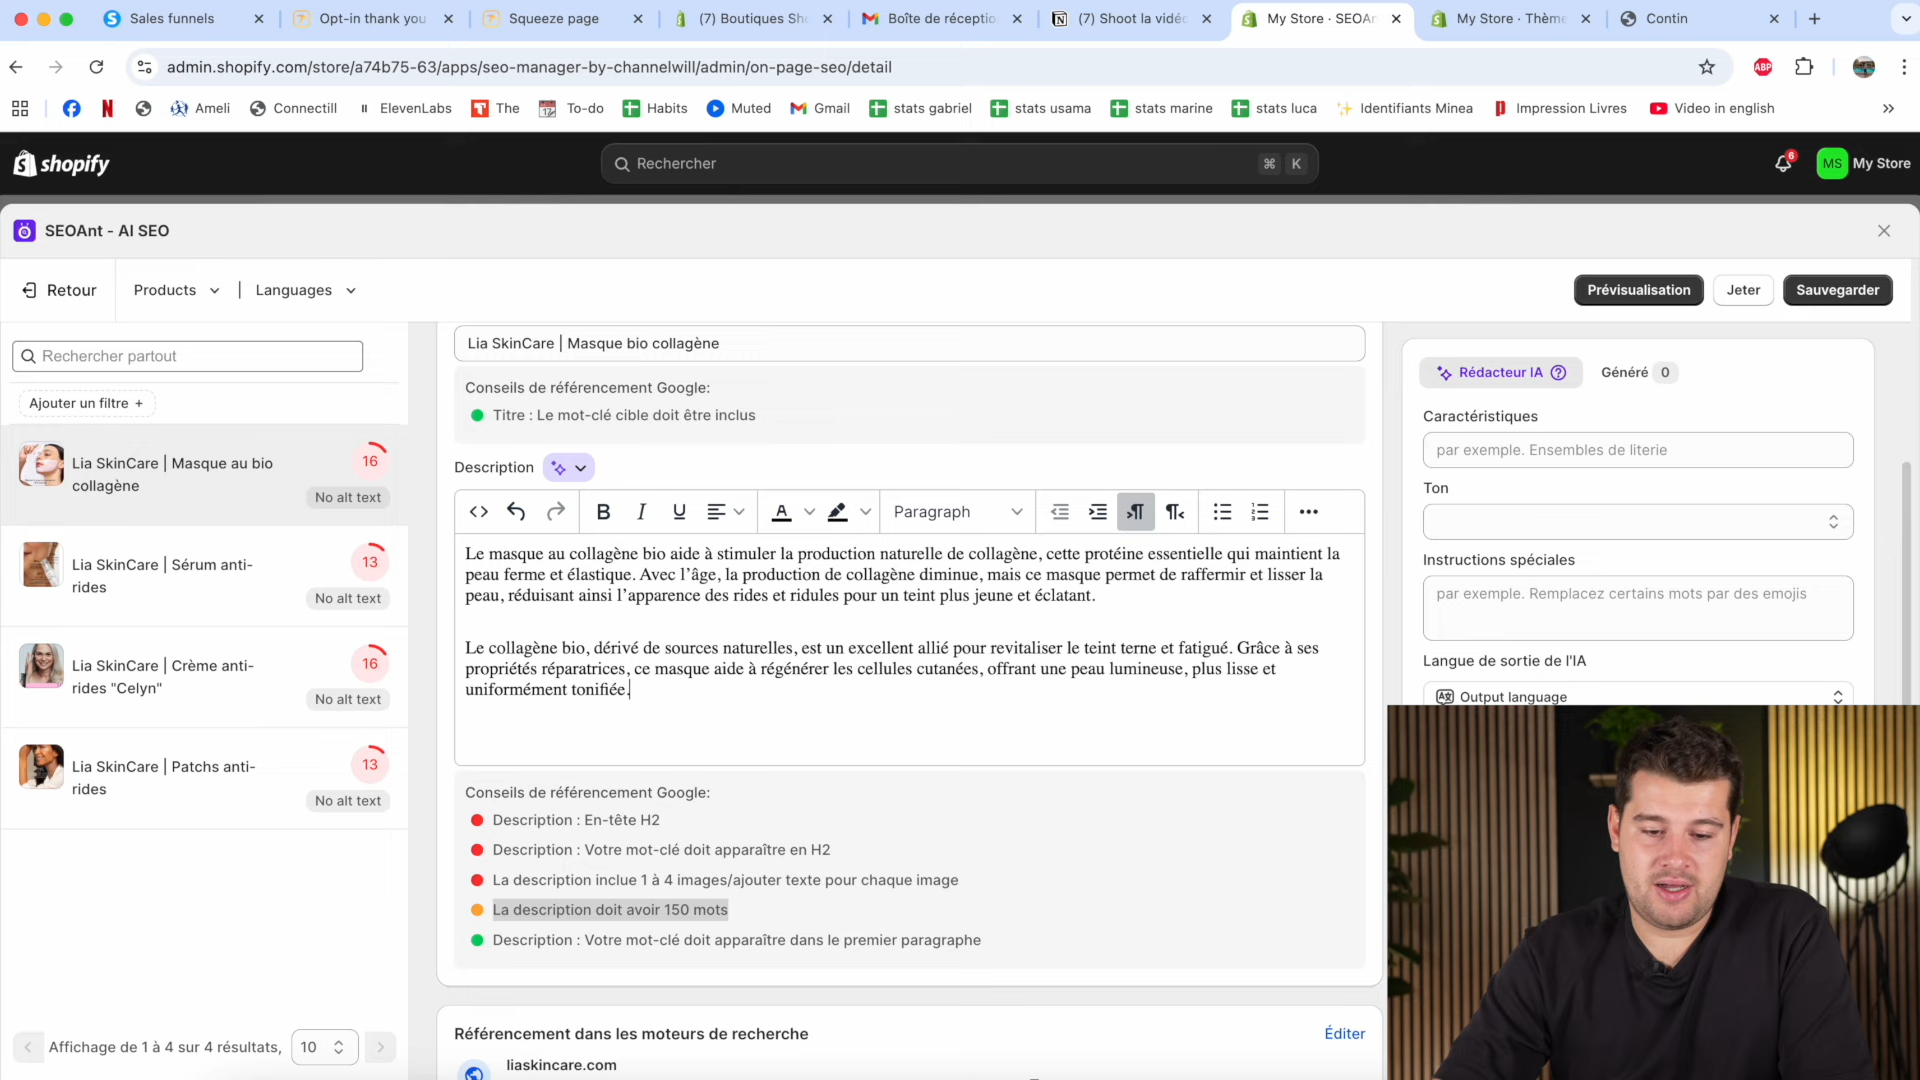 Sales funnels
Opt-in thank you
Squeeze page
(7) Boutiques Sho
Boîte de réceptio
(7) Shoot la vidéo
My Store · SEOAn
My Store · Thème
Contin
admin.shopify.com/store/a74b75-63/apps/seo-manager-by-channelwill/admin/on-page-seo/detail
ABP
Ameli
Connectill
ElevenLabs
The
To-do
Habits
Muted
Gmail
stats gabriel
stats usama
stats marine
stats luca
Identifiants Minea
Impression Livres
Video in english
shopify
Rechercher
⌘ K
6
MS
My Store
SEOAnt - AI SEO
Retour
Products
Languages
Prévisualisation
Jeter
Sauvegarder
Rechercher partout
Ajouter un filtre +
Lia SkinCare | Masque au bio
collagène
16
No alt text
Lia SkinCare | Sérum anti-
rides
13
No alt text
Lia SkinCare | Crème anti-
rides "Celyn"
16
No alt text
Lia SkinCare | Patchs anti-
rides
13
No alt text
Affichage de 1 à 4 sur 4 résultats,
10
Lia SkinCare | Masque bio collagène
Conseils de référencement Google:
Titre : Le mot-clé cible doit être inclus
Description
B I U A Paragraph
Le masque au collagène bio aide à stimuler la production naturelle de collagène, cette protéine essentielle qui maintient la
peau ferme et élastique. Avec l’âge, la production de collagène diminue, mais ce masque permet de raffermir et lisser la
peau, réduisant ainsi l’apparence des rides et ridules pour un teint plus jeune et éclatant.
Le collagène bio, dérivé de sources naturelles, est un excellent allié pour revitaliser le teint terne et fatigué. Grâce à ses
propriétés réparatrices, ce masque aide à régénérer les cellules cutanées, offrant une peau lumineuse, plus lisse et
uniformément tonifiée.
Conseils de référencement Google:
Description : En-tête H2
Description : Votre mot-clé doit apparaître en H2
La description inclue 1 à 4 images/ajouter texte pour chaque image
La description doit avoir 150 mots
Description : Votre mot-clé doit apparaître dans le premier paragraphe
Référencement dans les moteurs de recherche
Éditer
liaskincare.com
Rédacteur IA
Généré 0
Caractéristiques
par exemple. Ensembles de literie
Ton
Instructions spéciales
par exemple. Remplacez certains mots par des emojis
Langue de sortie de l'IA
Output language